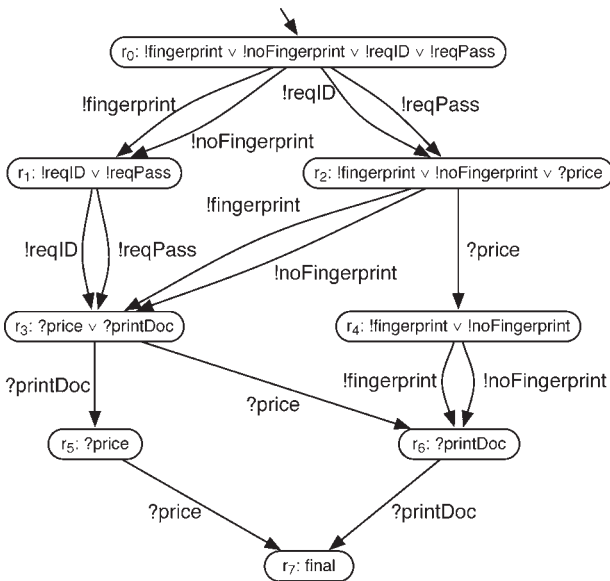 r₀: !fingerprint ∨ !noFingerprint ∨ !reqID ∨ !reqPass
!fingerprint
!reqID
!reqPass
!noFingerprint
r₁: !reqID ∨ !reqPass
r₂: !fingerprint ∨ !noFingerprint ∨ ?price
!fingerprint
!reqID
!reqPass
?price
!noFingerprint
r₃: ?price ∨ ?printDoc
r₄: !fingerprint ∨ !noFingerprint
?printDoc
?price
!fingerprint
!noFingerprint
r₅: ?price
r₆: ?printDoc
?price
?printDoc
r₇: final